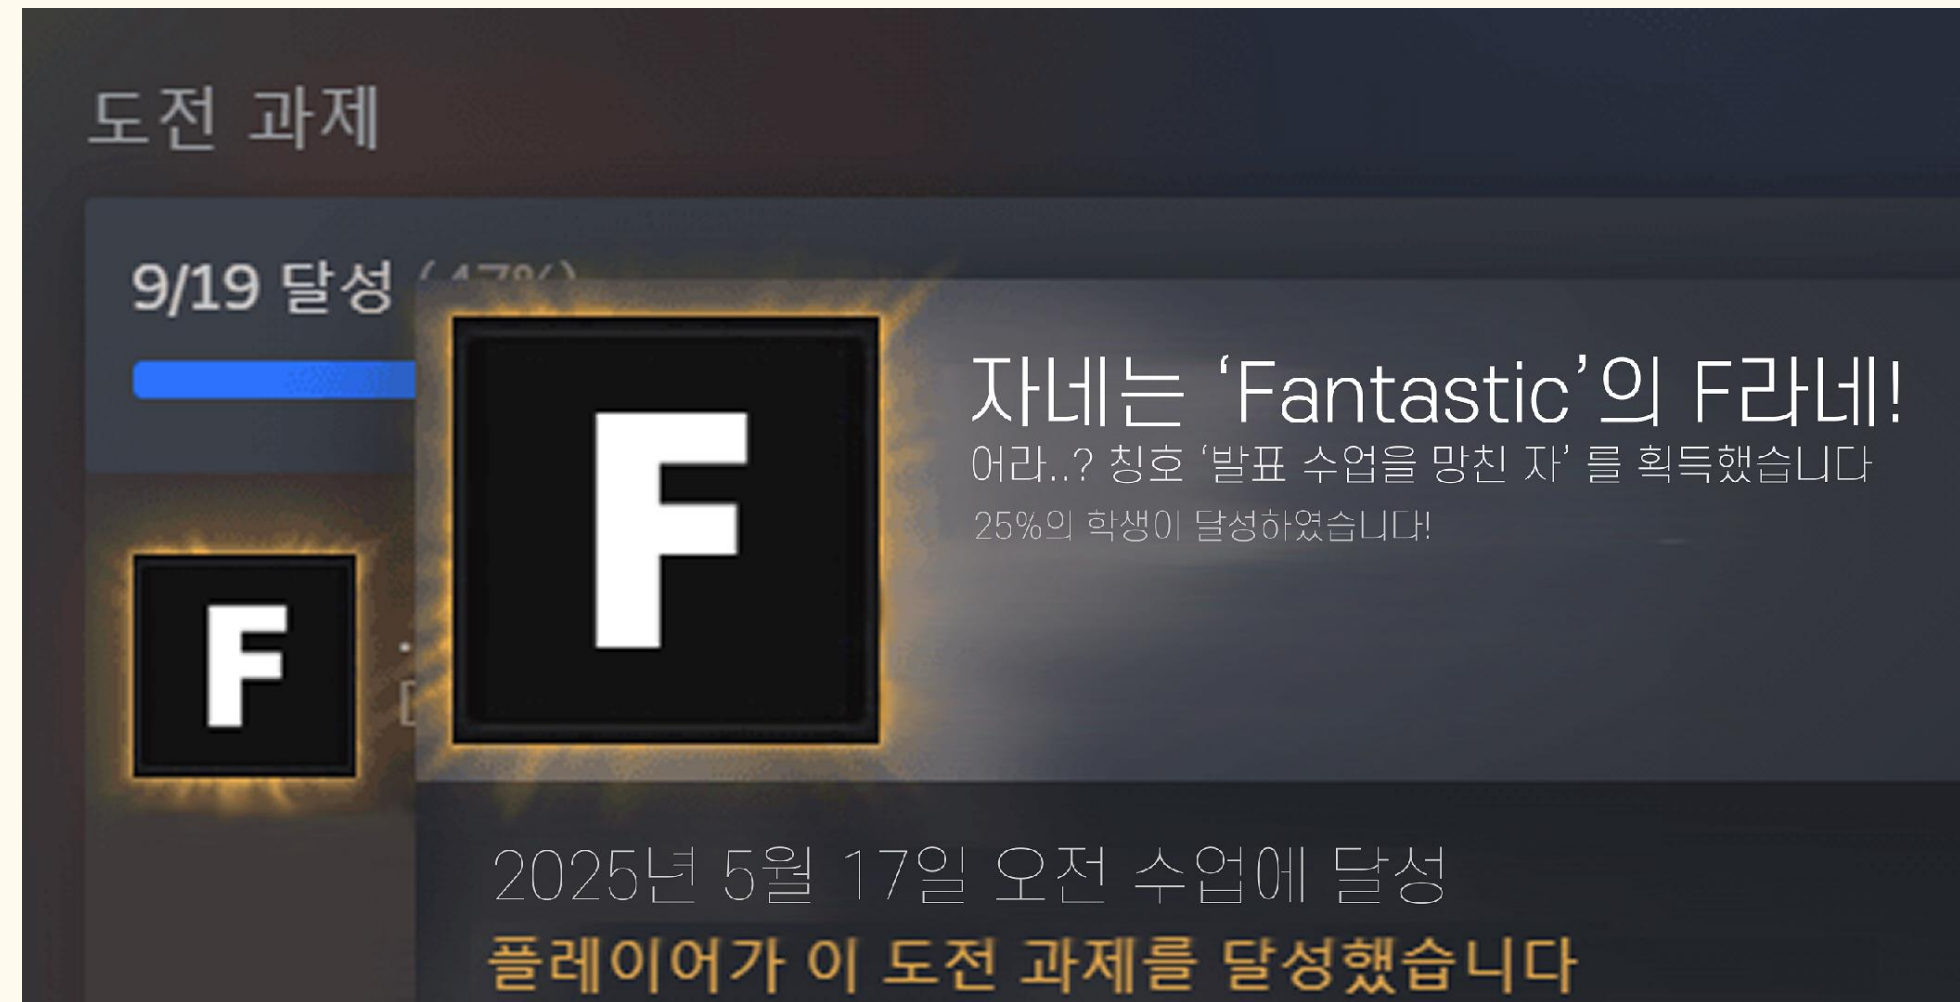 도전 과제
9/19 달성 (47%)
F
자네는 ‘Fantastic’의 F라네!
어라..? 칭호 ‘발표 수업을 망친 자’ 를 획득했습니다
25%의 학생이 달성하였습니다!
F
2025년 5월 17일 오전 수업에 달성
플레이어가 이 도전 과제를 달성했습니다